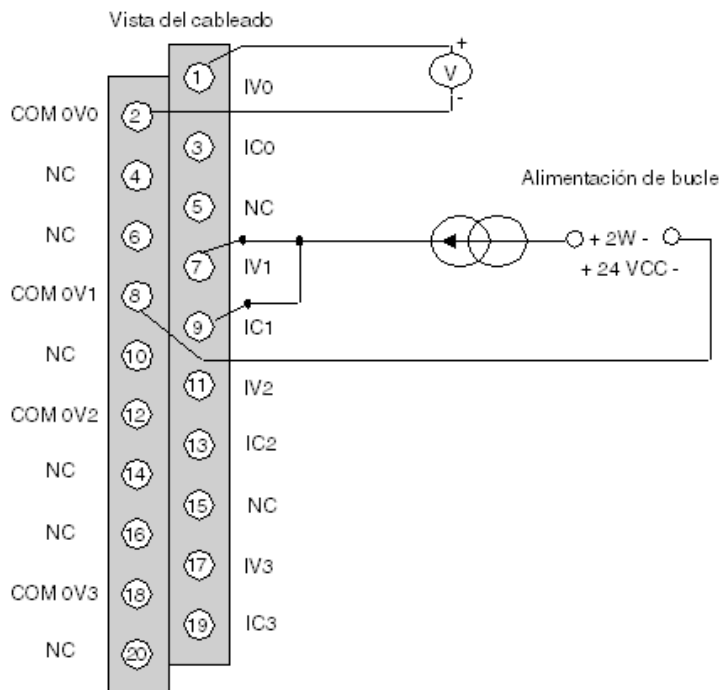 Vista del cableado
1
+
V
-
IV0
COM 0V0
2
3
IC0
NC
4
Alimentación de bucle
5
NC
NC
6
+ 2W -
7
IV1
+ 24 VCC -
COM 0V1
8
9
IC1
NC
10
11
IV2
COM 0V2
12
13
IC2
NC
14
15
NC
NC
16
17
IV3
COM 0V3
18
19
IC3
NC
20